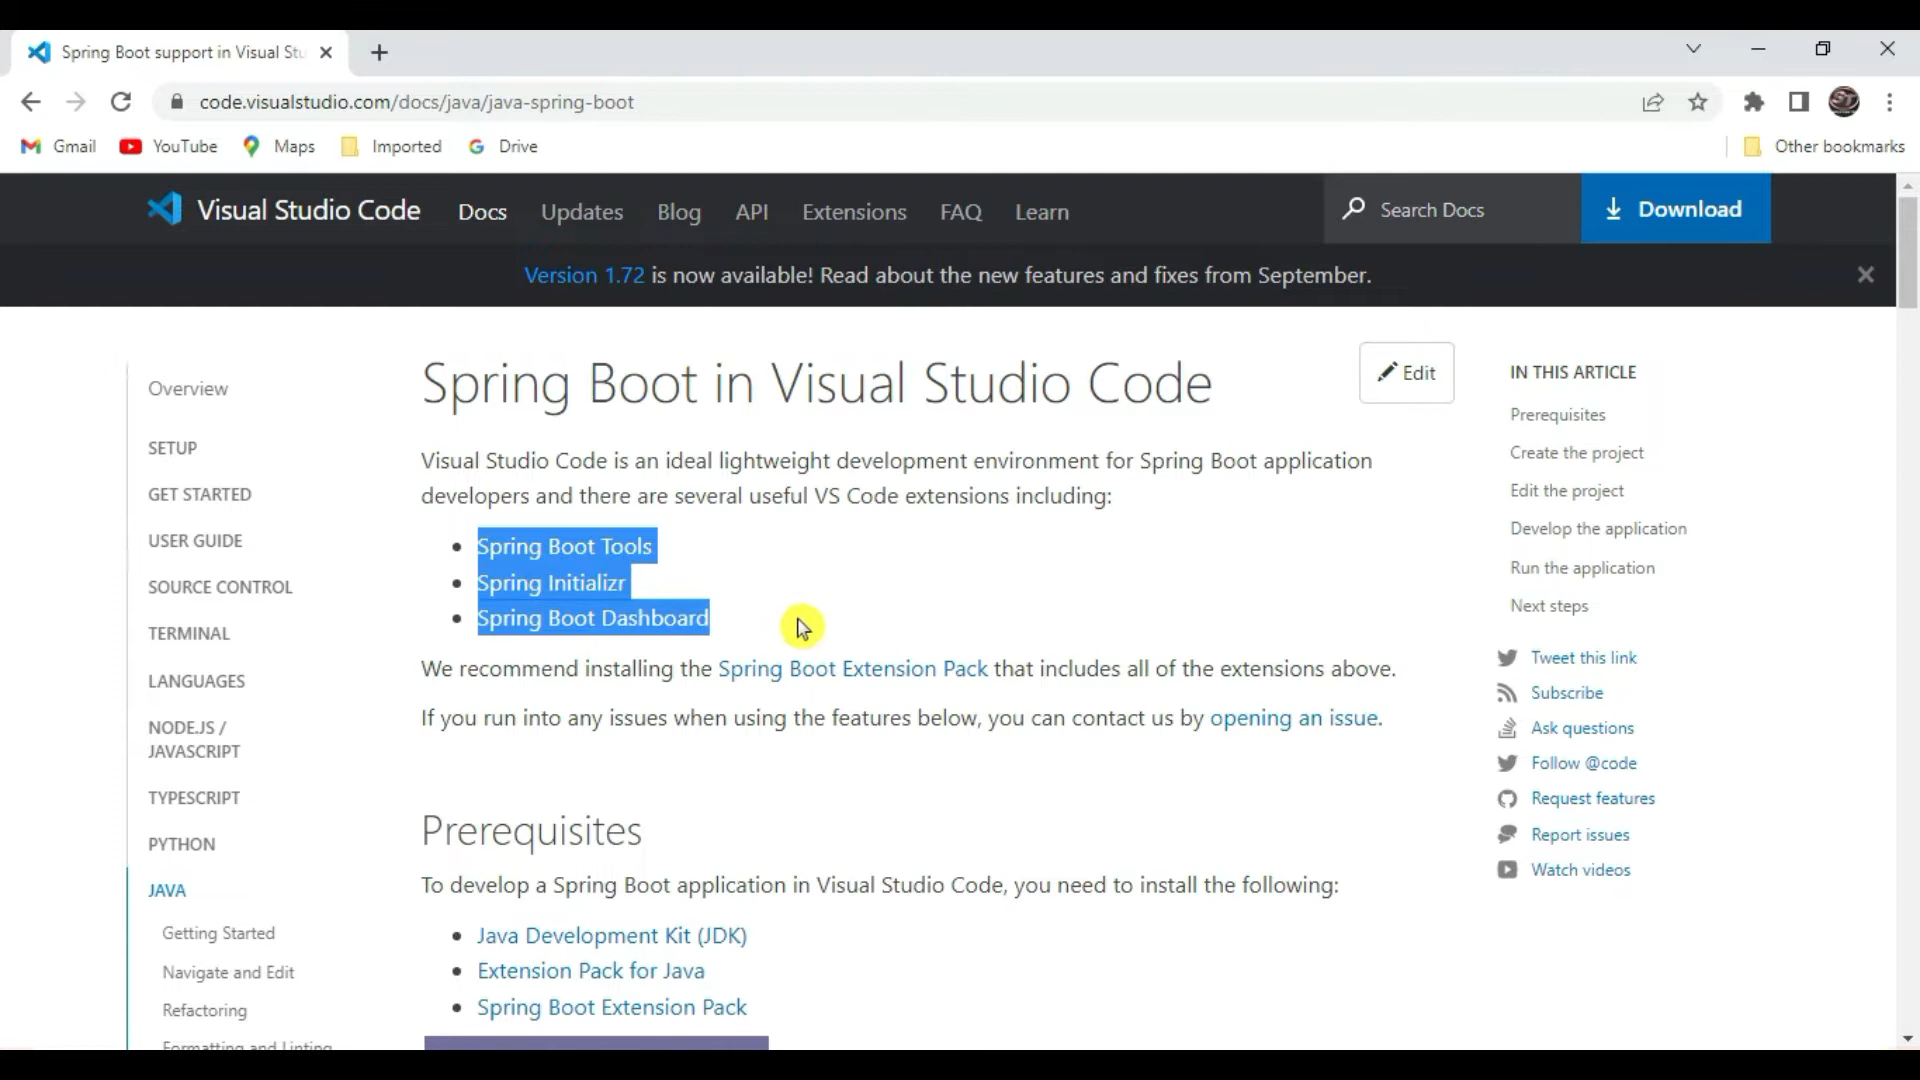 Spring Boot support in Visual Stu
code.visualstudio.com/docs/java/java-spring-boot
Gmail YouTube Maps Imported Drive Other bookmarks
Visual Studio Code Docs Updates Blog API Extensions FAQ Learn Search Docs Download
Version 1.72 is now available! Read about the new features and fixes from September.
Overview
SETUP
GET STARTED
USER GUIDE
SOURCE CONTROL
TERMINAL
LANGUAGES
NODE.JS /
JAVASCRIPT
TYPESCRIPT
PYTHON
JAVA
Getting Started
Navigate and Edit
Refactoring
Formatting and Linting
Spring Boot in Visual Studio Code
Edit
Visual Studio Code is an ideal lightweight development environment for Spring Boot application
developers and there are several useful VS Code extensions including:
Spring Boot Tools
Spring Initializr
Spring Boot Dashboard
We recommend installing the Spring Boot Extension Pack that includes all of the extensions above.
If you run into any issues when using the features below, you can contact us by opening an issue.
Prerequisites
To develop a Spring Boot application in Visual Studio Code, you need to install the following:
Java Development Kit (JDK)
Extension Pack for Java
Spring Boot Extension Pack
IN THIS ARTICLE
Prerequisites
Create the project
Edit the project
Develop the application
Run the application
Next steps
Tweet this link
Subscribe
Ask questions
Follow @code
Request features
Report issues
Watch videos